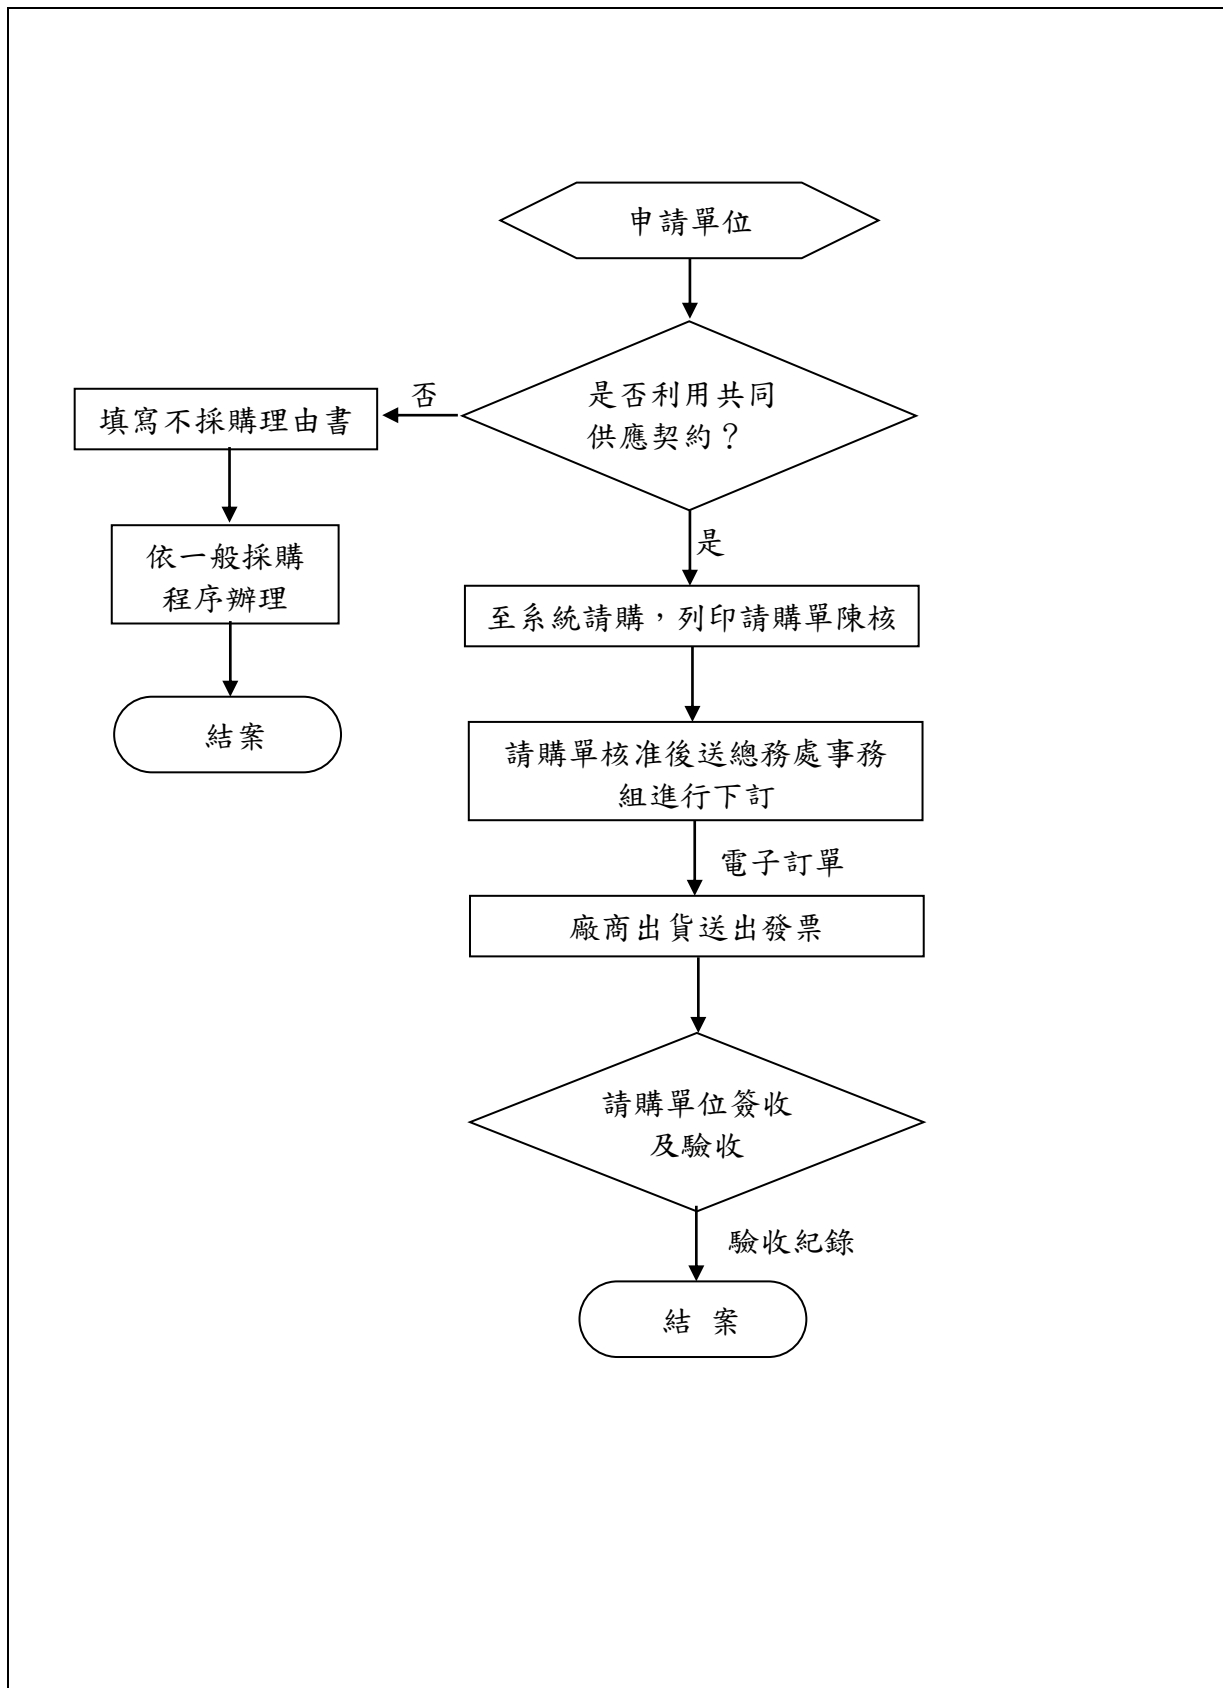 申請單位
是否利用共同
供應契約？
否
填寫不採購理由書
依一般採購
程序辦理
結案
是
至系統請購，列印請購單陳核
請購單核准後送總務處事務
組進行下訂
電子訂單
廠商出貨送出發票
請購單位簽收
及驗收
驗收紀錄
結 案